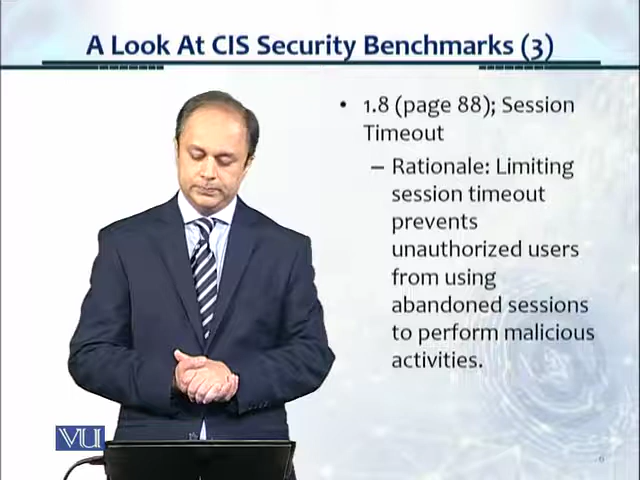 A Look At CIS Security Benchmarks (3)
• 1.8 (page 88); Session
Timeout
– Rationale: Limiting
session timeout
prevents
unauthorized users
from using
abandoned sessions
to perform malicious
activities.
VU
6